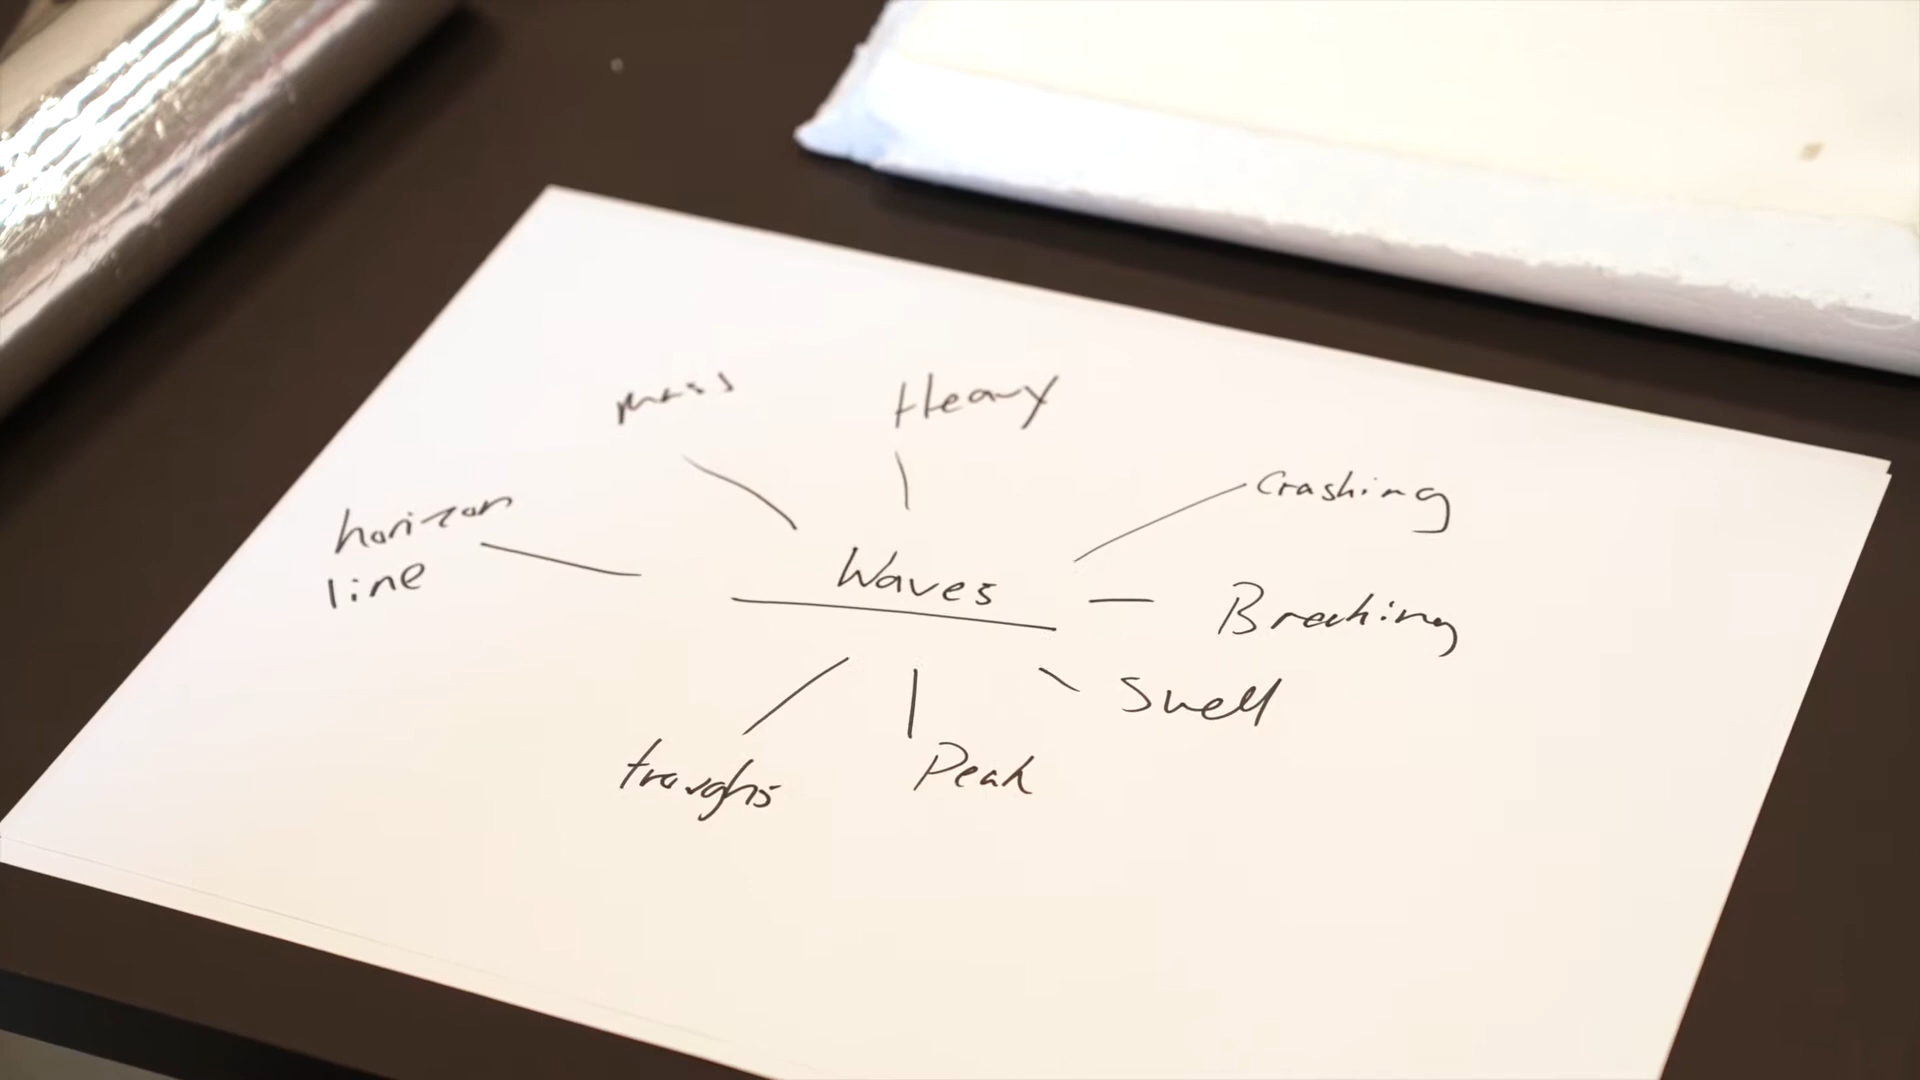 mass
Heavy
Crashing
horizon
line
Waves
Breaking
Swell
troughs
Peak